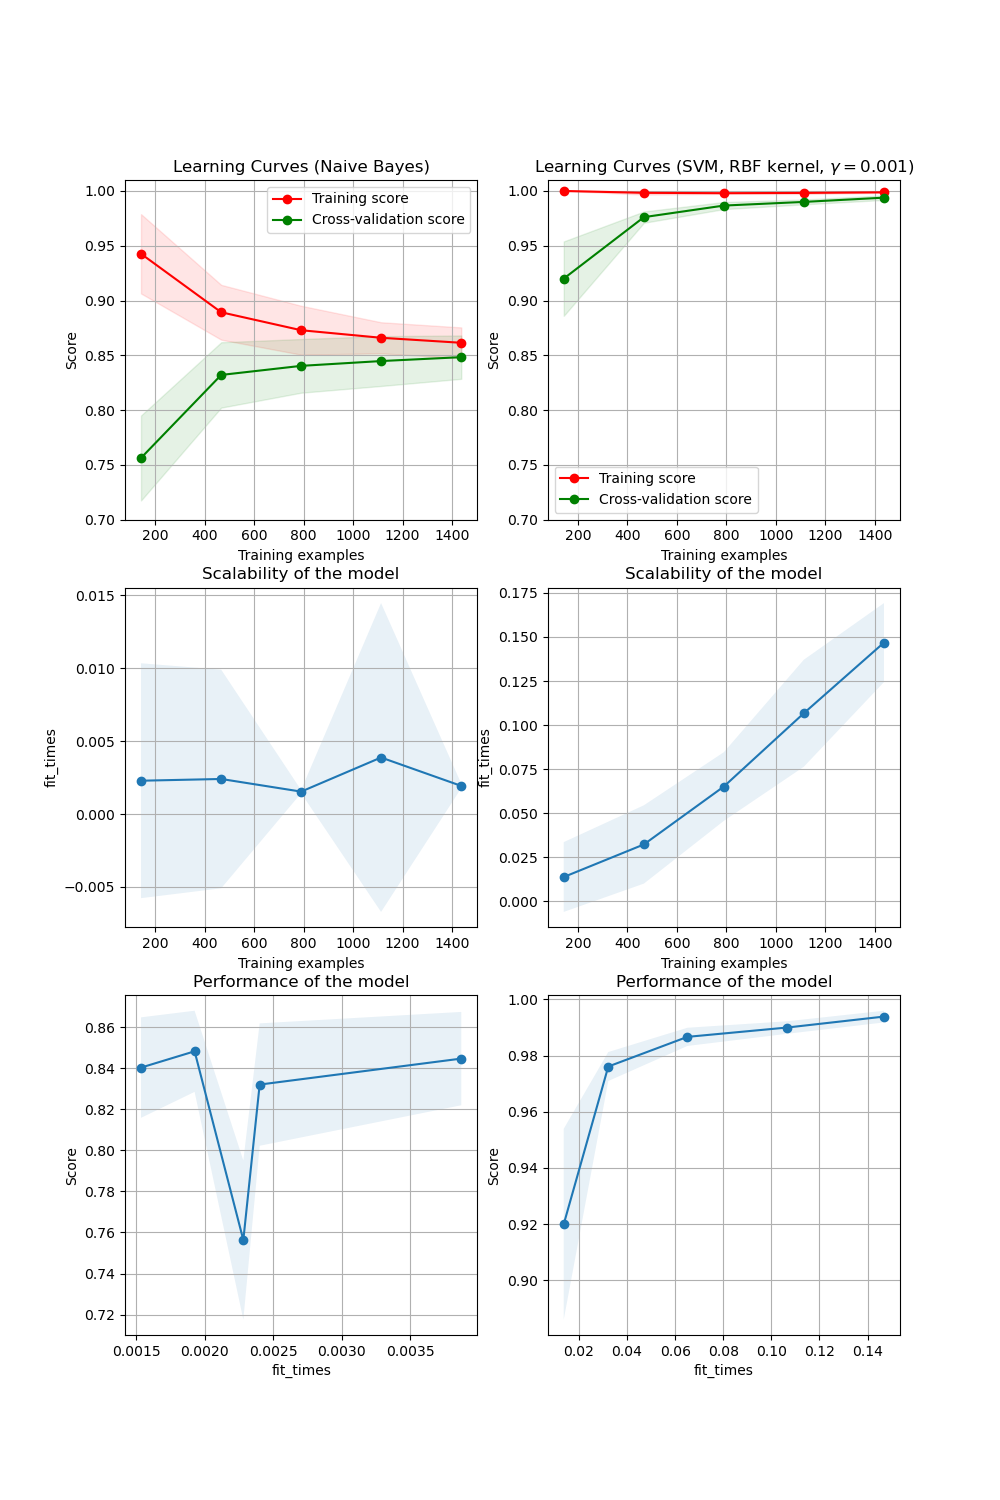 Learning Curves (Naive Bayes)
1.00
0.95
0.90
0.85
0.80
0.75
0.70
Score
Training score
Cross-validation score
200 400 600 800 1000 1200 1400
Training examples
Learning Curves (SVM, RBF kernel, γ = 0.001)
1.00
0.95
0.90
0.85
0.80
0.75
0.70
Score
Training score
Cross-validation score
200 400 600 800 1000 1200 1400
Training examples
Scalability of the model
0.015
0.010
0.005
0.000
−0.005
fit_times
200 400 600 800 1000 1200 1400
Training examples
Scalability of the model
0.175
0.150
0.125
0.100
0.075
0.050
0.025
0.000
fit_times
200 400 600 800 1000 1200 1400
Training examples
Performance of the model
0.86
0.84
0.82
0.80
0.78
0.76
0.74
0.72
Score
0.0015 0.0020 0.0025 0.0030 0.0035
fit_times
Performance of the model
1.00
0.98
0.96
0.94
0.92
0.90
Score
0.02 0.04 0.06 0.08 0.10 0.12 0.14
fit_times